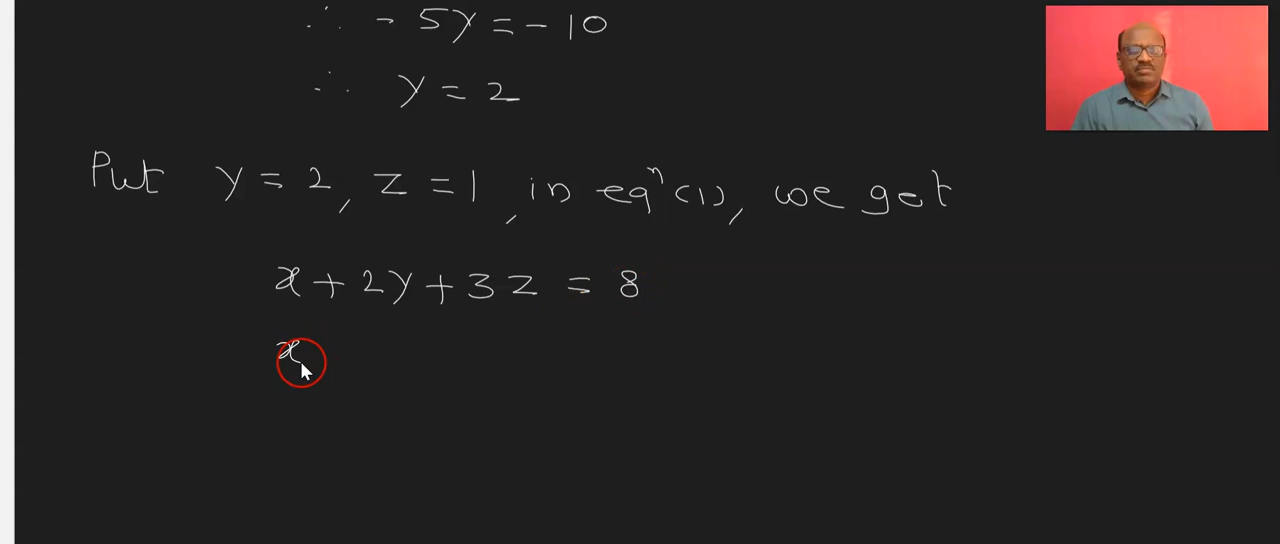 ∴ - 5y = - 10
∴ y = 2
Put y = 2, z = 1, in eqⁿ (1), we get
x + 2y + 3z = 8
x